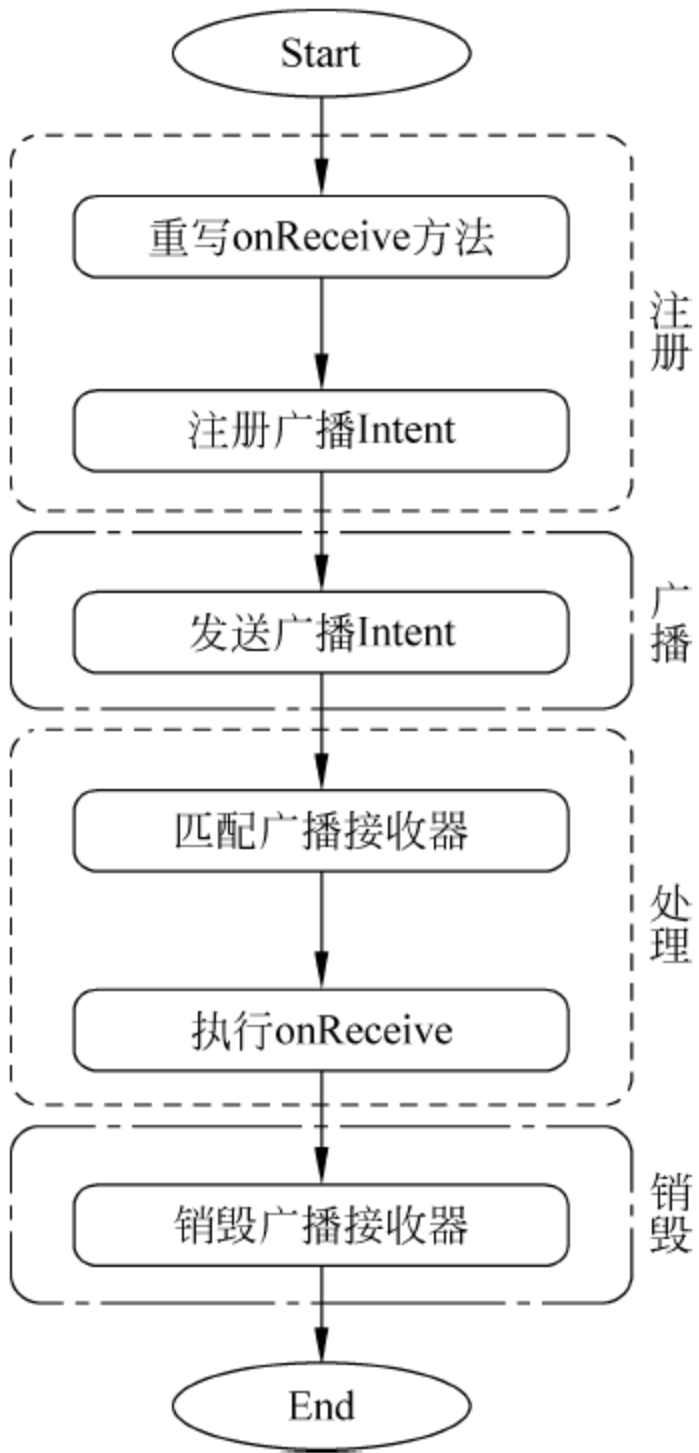 Start
重写onReceive方法
注册广播Intent
注册
发送广播Intent
广播
匹配广播接收器
执行onReceive
处理
销毁广播接收器
销毁
End